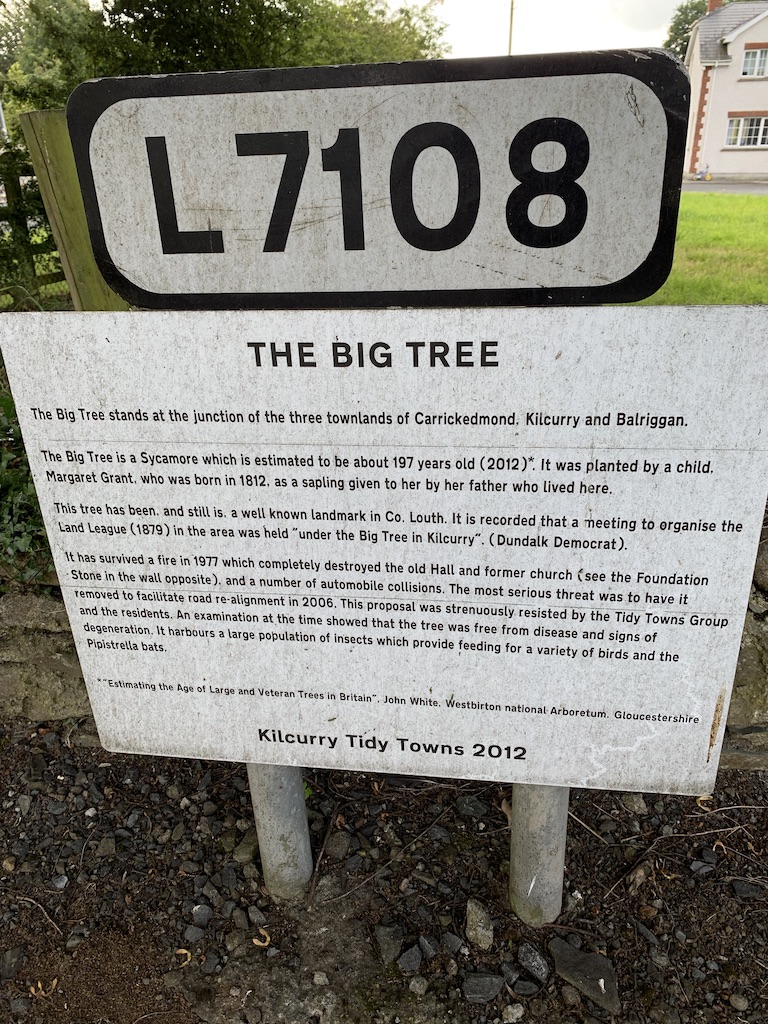 L7108
THE BIG TREE
The Big Tree stands at the junction of the three townlands of Carrickedmond, Kilcurry and Balriggan.
The Big Tree is a Sycamore which is estimated to be about 197 years old (2012)*. It was planted by a child,
Margaret Grant, who was born in 1812, as a sapling given to her by her father who lived here.
This tree has been, and still is, a well known landmark in Co. Louth. It is recorded that a meeting to organise the
Land League (1879) in the area was held "under the Big Tree in Kilcurry". (Dundalk Democrat).
It has survived a fire in 1977 which completely destroyed the old Hall and former church (see the Foundation
Stone in the wall opposite), and a number of automobile collisions. The most serious threat was to have it
removed to facilitate road re-alignment in 2006. This proposal was strenuously resisted by the Tidy Towns Group
and the residents. An examination at the time showed that the tree was free from disease and signs of
degeneration. It harbours a large population of insects which provide feeding for a variety of birds and the
Pipistrella bats.
*"Estimating the Age of Large and Veteran Trees in Britain", John White, Westbirton national Arboretum, Gloucestershire
Kilcurry Tidy Towns 2012